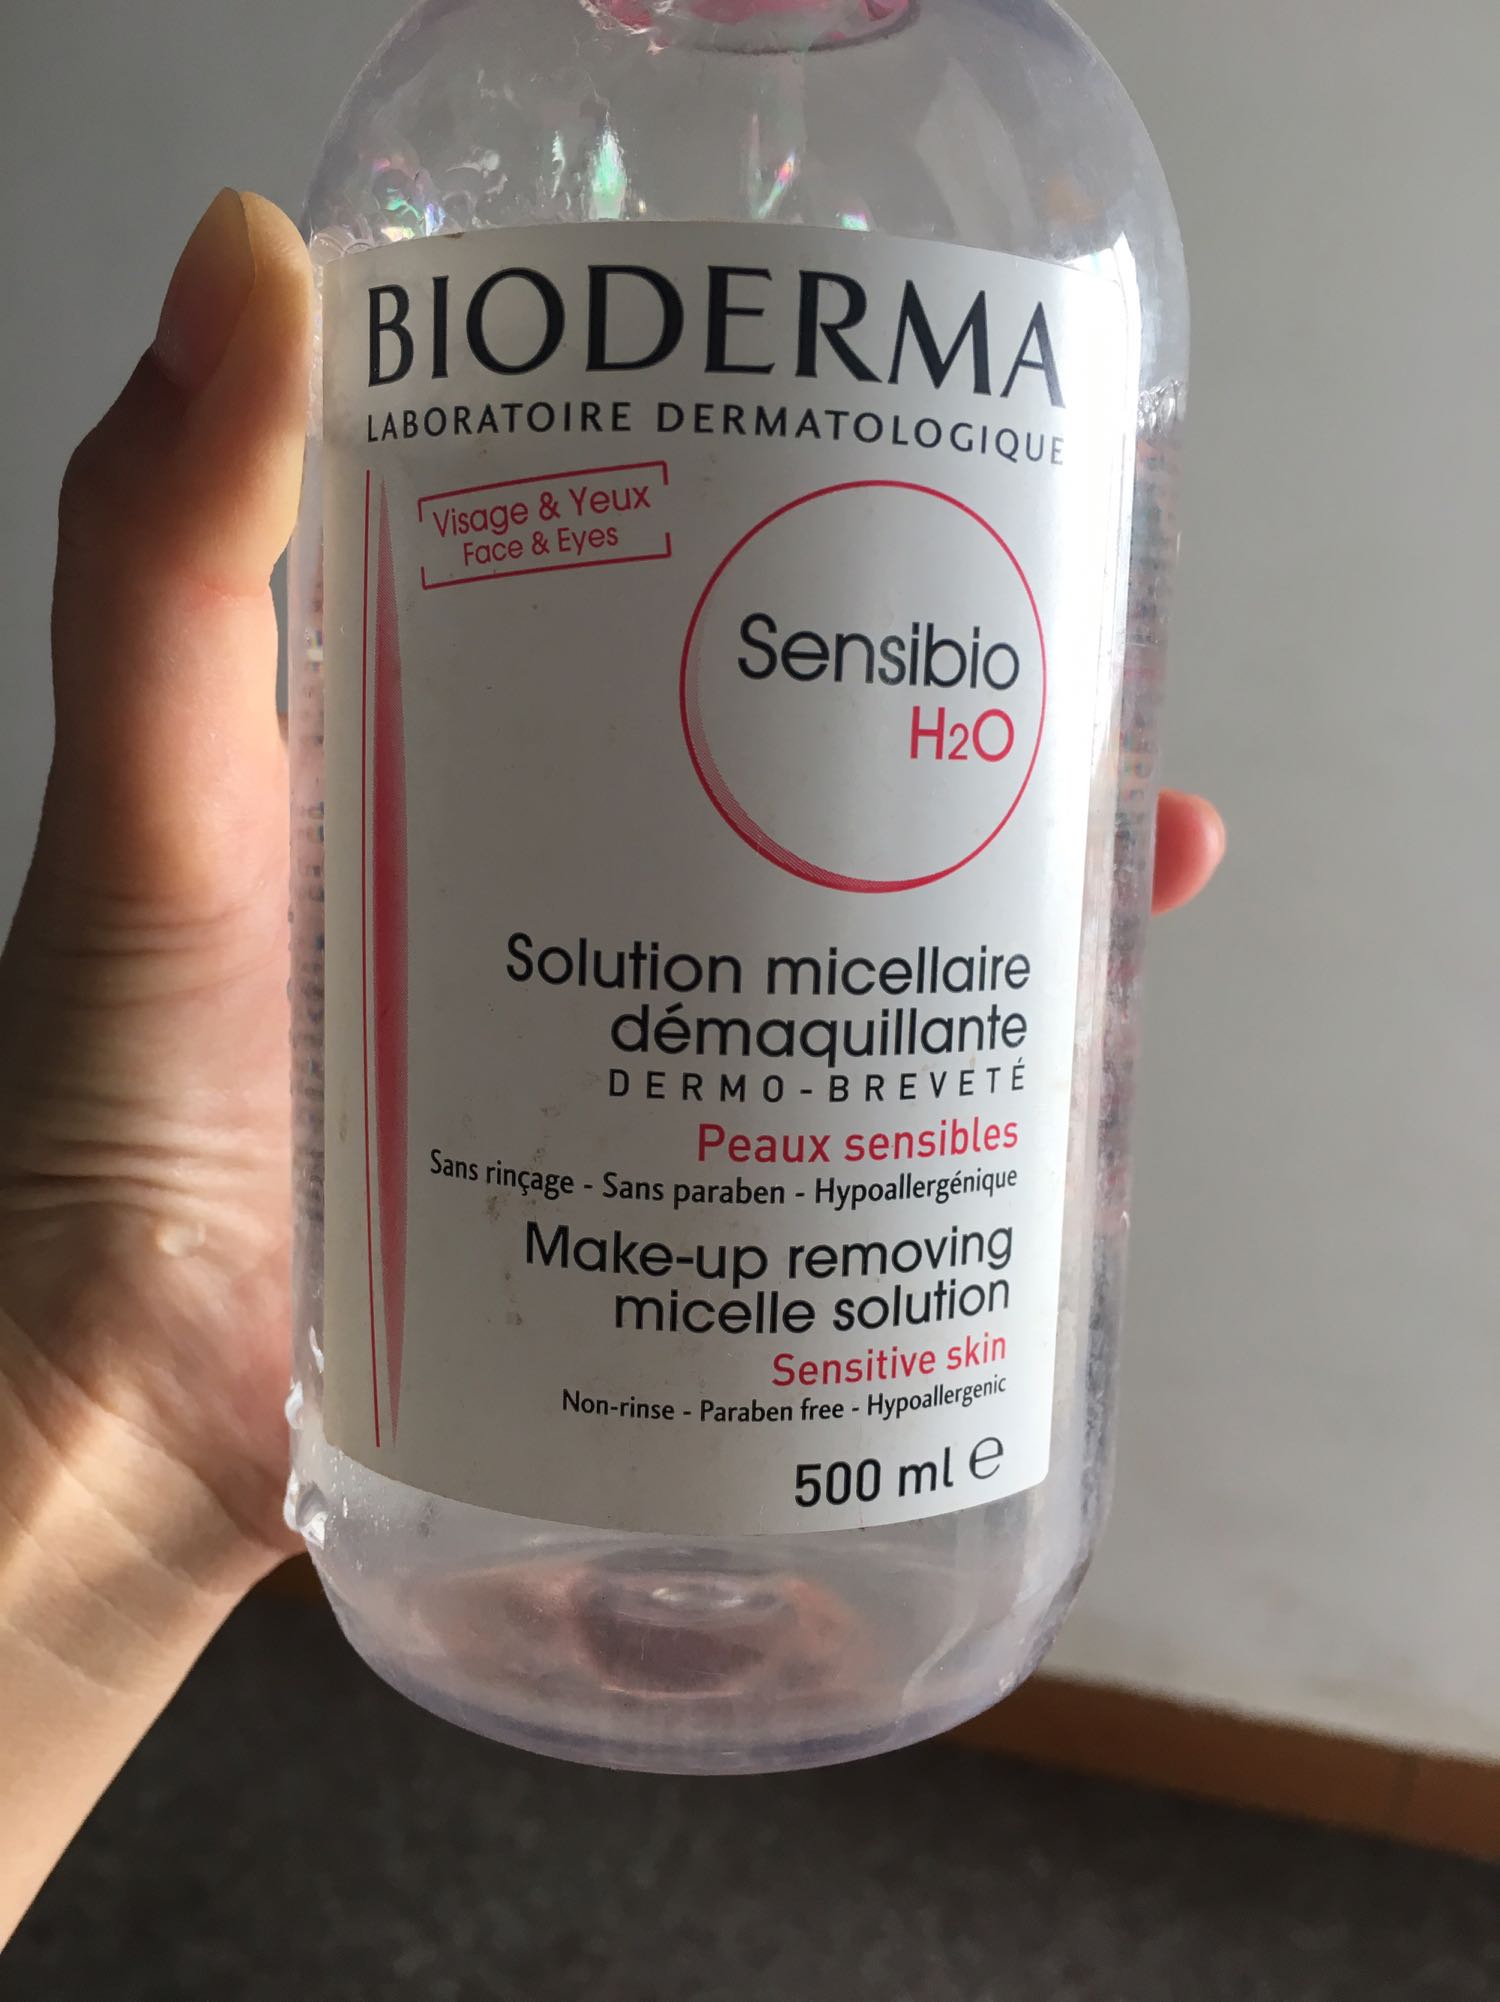 BIODERMA
LABORATOIRE DERMATOLOGIQUE
Visage & Yeux
Face & Eyes
Sensibio
H2O
Solution micellaire
démaquillante
DERMO-BREVETÉ
Peaux sensibles
Sans rinçage - Sans paraben - Hypoallergénique
Make-up removing
micelle solution
Sensitive skin
Non-rinse - Paraben free - Hypoallergenic
500 ml e